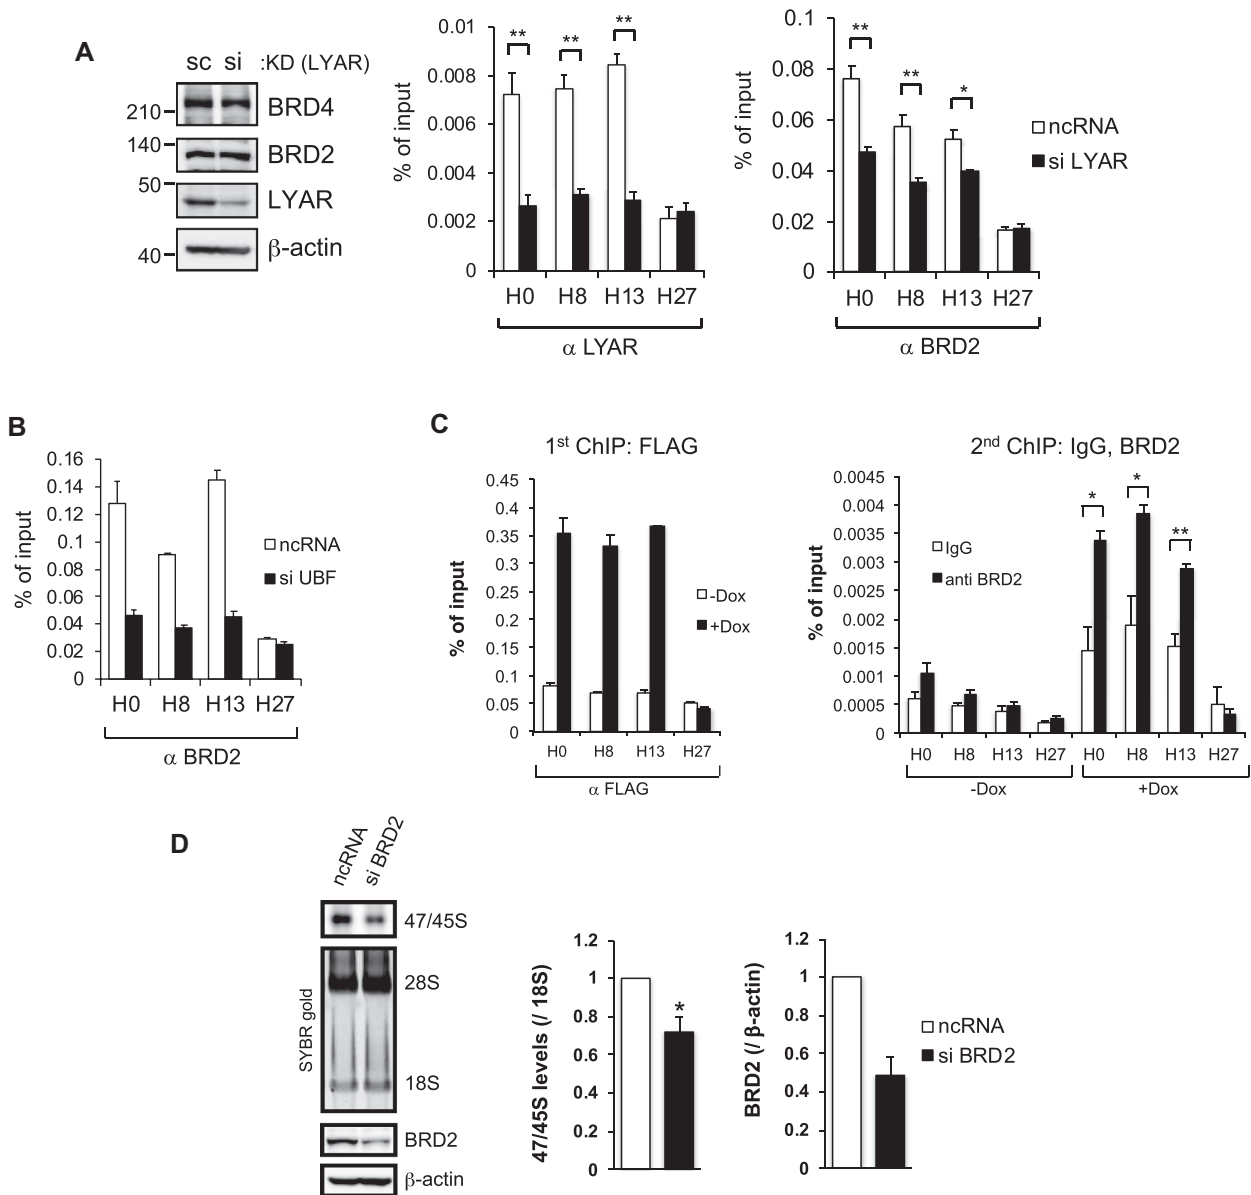 A
sc si :KD (LYAR)
210
BRD4
140
BRD2
50
LYAR
40
β-actin
% of input
0.01
0.008
0.006
0.004
0.002
0
** ** **
H0 H8 H13 H27
α LYAR
% of input
0.1
0.08
0.06
0.04
0.02
0
** ** *
H0 H8 H13 H27
α BRD2
ncRNA
si LYAR
B
% of input
0.16
0.14
0.12
0.1
0.08
0.06
0.04
0.02
0
ncRNA
si UBF
H0 H8 H13 H27
α BRD2
C
1st ChIP: FLAG
% of input
0.45
0.4
0.35
0.3
0.25
0.2
0.15
0.1
0.05
0
-Dox
+Dox
H0 H8 H13 H27
α FLAG
2nd ChIP: IgG, BRD2
% of input
0.0045
0.004
0.0035
0.003
0.0025
0.002
0.0015
0.001
0.0005
0
IgG
anti BRD2
* * **
H0 H8 H13 H27 H0 H8 H13 H27
-Dox +Dox
D
ncRNA
si BRD2
47/45S
SYBR gold
28S
18S
BRD2
β-actin
47/45S levels (/ 18S)
1.2
1
0.8
0.6
0.4
0.2
0
*
BRD2 (/ β-actin)
1.2
1
0.8
0.6
0.4
0.2
0
ncRNA
si BRD2